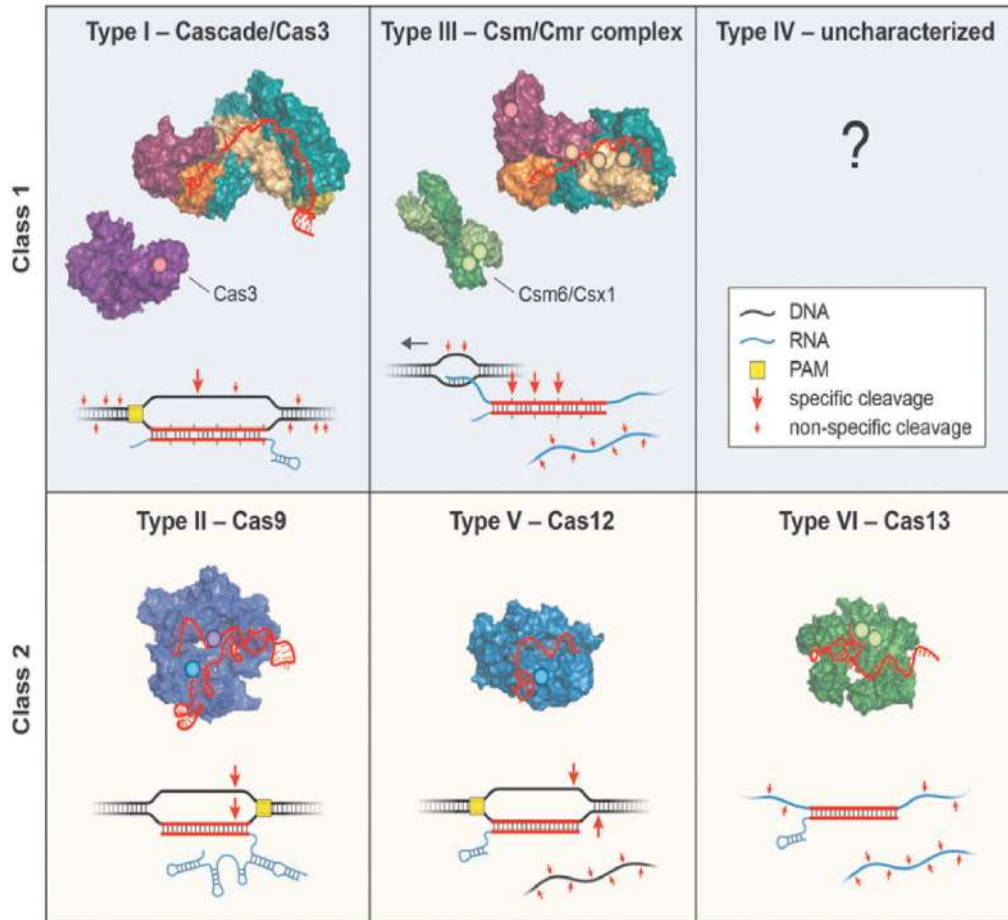 Type I – Cascade/Cas3
Type III – Csm/Cmr complex
Type IV – uncharacterized
?
Class 1
Cas3
Csm6/Csx1
DNA
RNA
PAM
specific cleavage
non-specific cleavage
Type II – Cas9
Type V – Cas12
Type VI – Cas13
Class 2